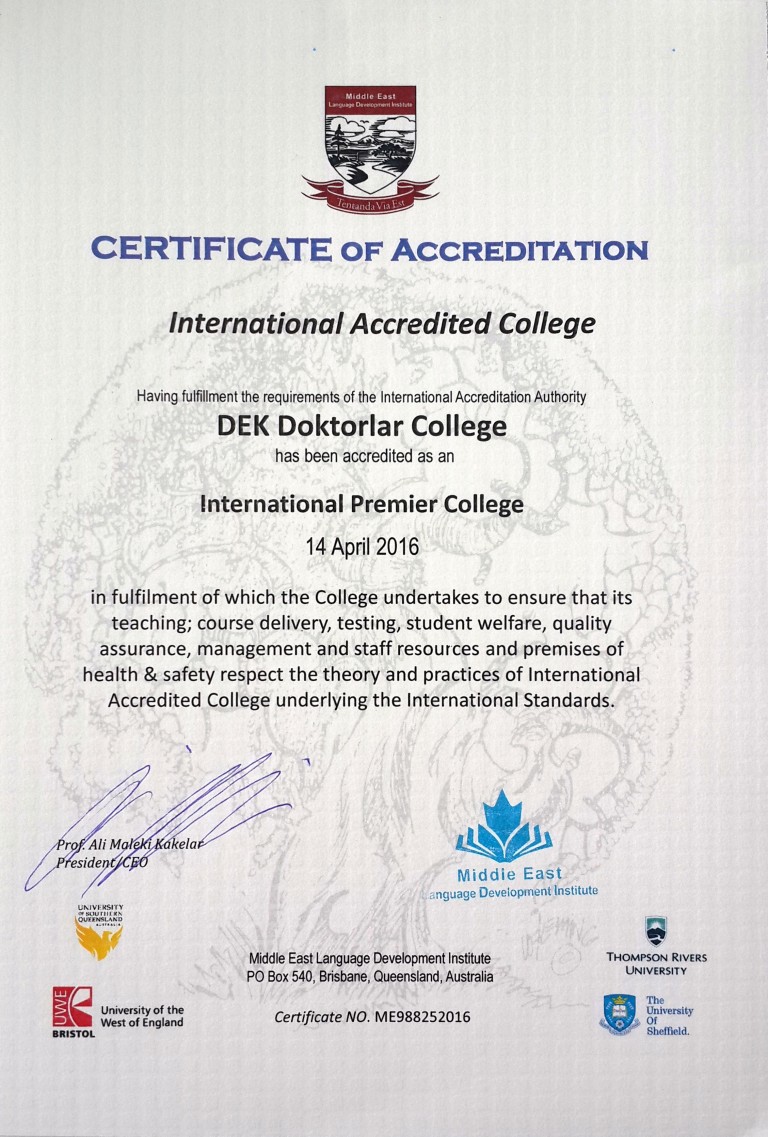 Middle East
Language Development Institute
Tentanda Via Est
CERTIFICATE OF ACCREDITATION
International Accredited College
Having fulfillment the requirements of the International Accreditation Authority
DEK Doktorlar College
has been accredited as an
International Premier College
14 April 2016
in fulfilment of which the College undertakes to ensure that its
teaching; course delivery, testing, student welfare, quality
assurance, management and staff resources and premises of
health & safety respect the theory and practices of International
Accredited College underlying the International Standards.
Prof. Ali Maleki Kakelar
President/CEO
Middle East
anguage Development Institute
UNIVERSITY
OF SOUTHERN
QUEENSLAND
AUSTRALIA
Middle East Language Development Institute
PO Box 540, Brisbane, Queensland, Australia
Certificate NO. ME988252016
THOMPSON RIVERS
UNIVERSITY
UWE
BRISTOL
University of the
West of England
The
University
Of
Sheffield.